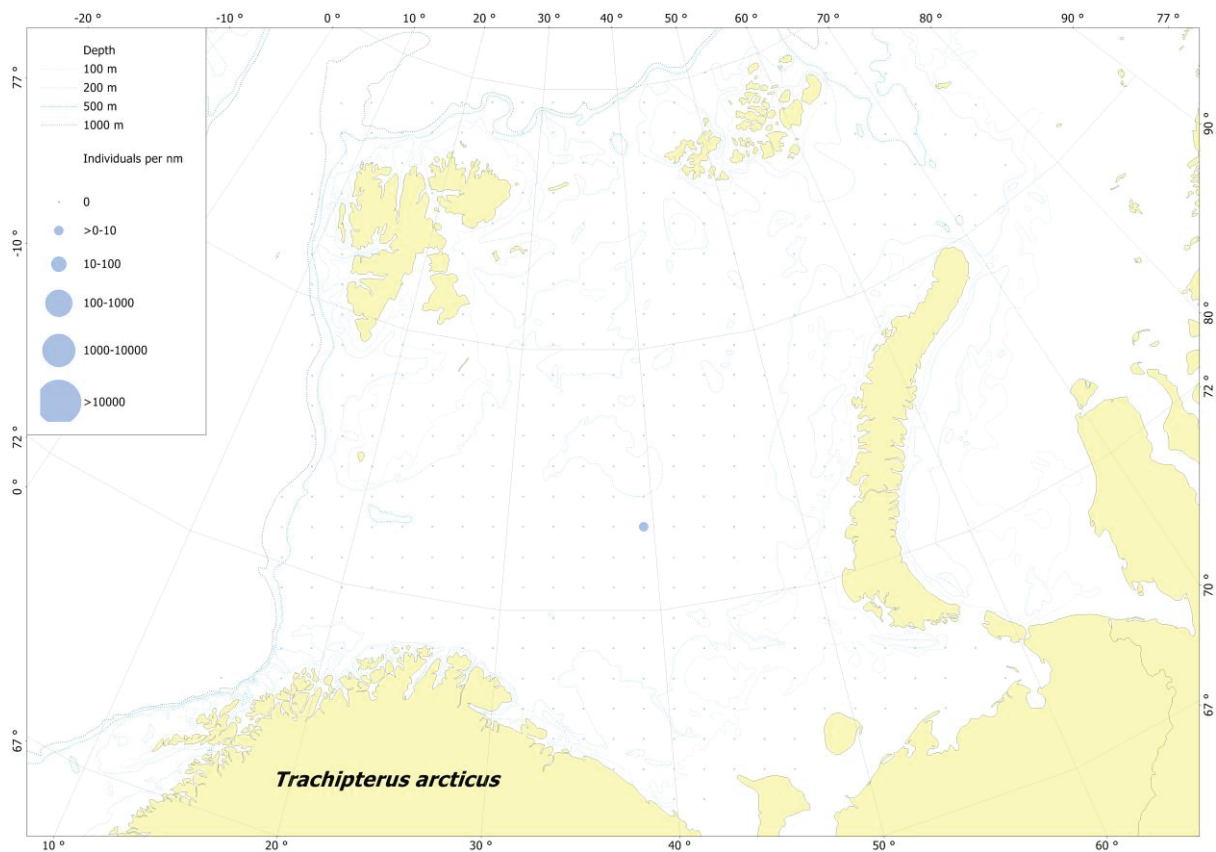 -20 ° -10 ° 0 ° 10 ° 20 ° 30 ° 40 ° 50 ° 60 ° 70 ° 80 ° 90 ° 77 °
Depth
100 m
200 m
500 m
1000 m
Individuals per nm
0
>0-10
10-100
100-1000
1000-10000
>10000
77 °
-10 °
72 °
0 °
67 °
90 °
80 °
72 °
70 °
67 °
Trachipterus arcticus
10 ° 20 ° 30 ° 40 ° 50 ° 60 °